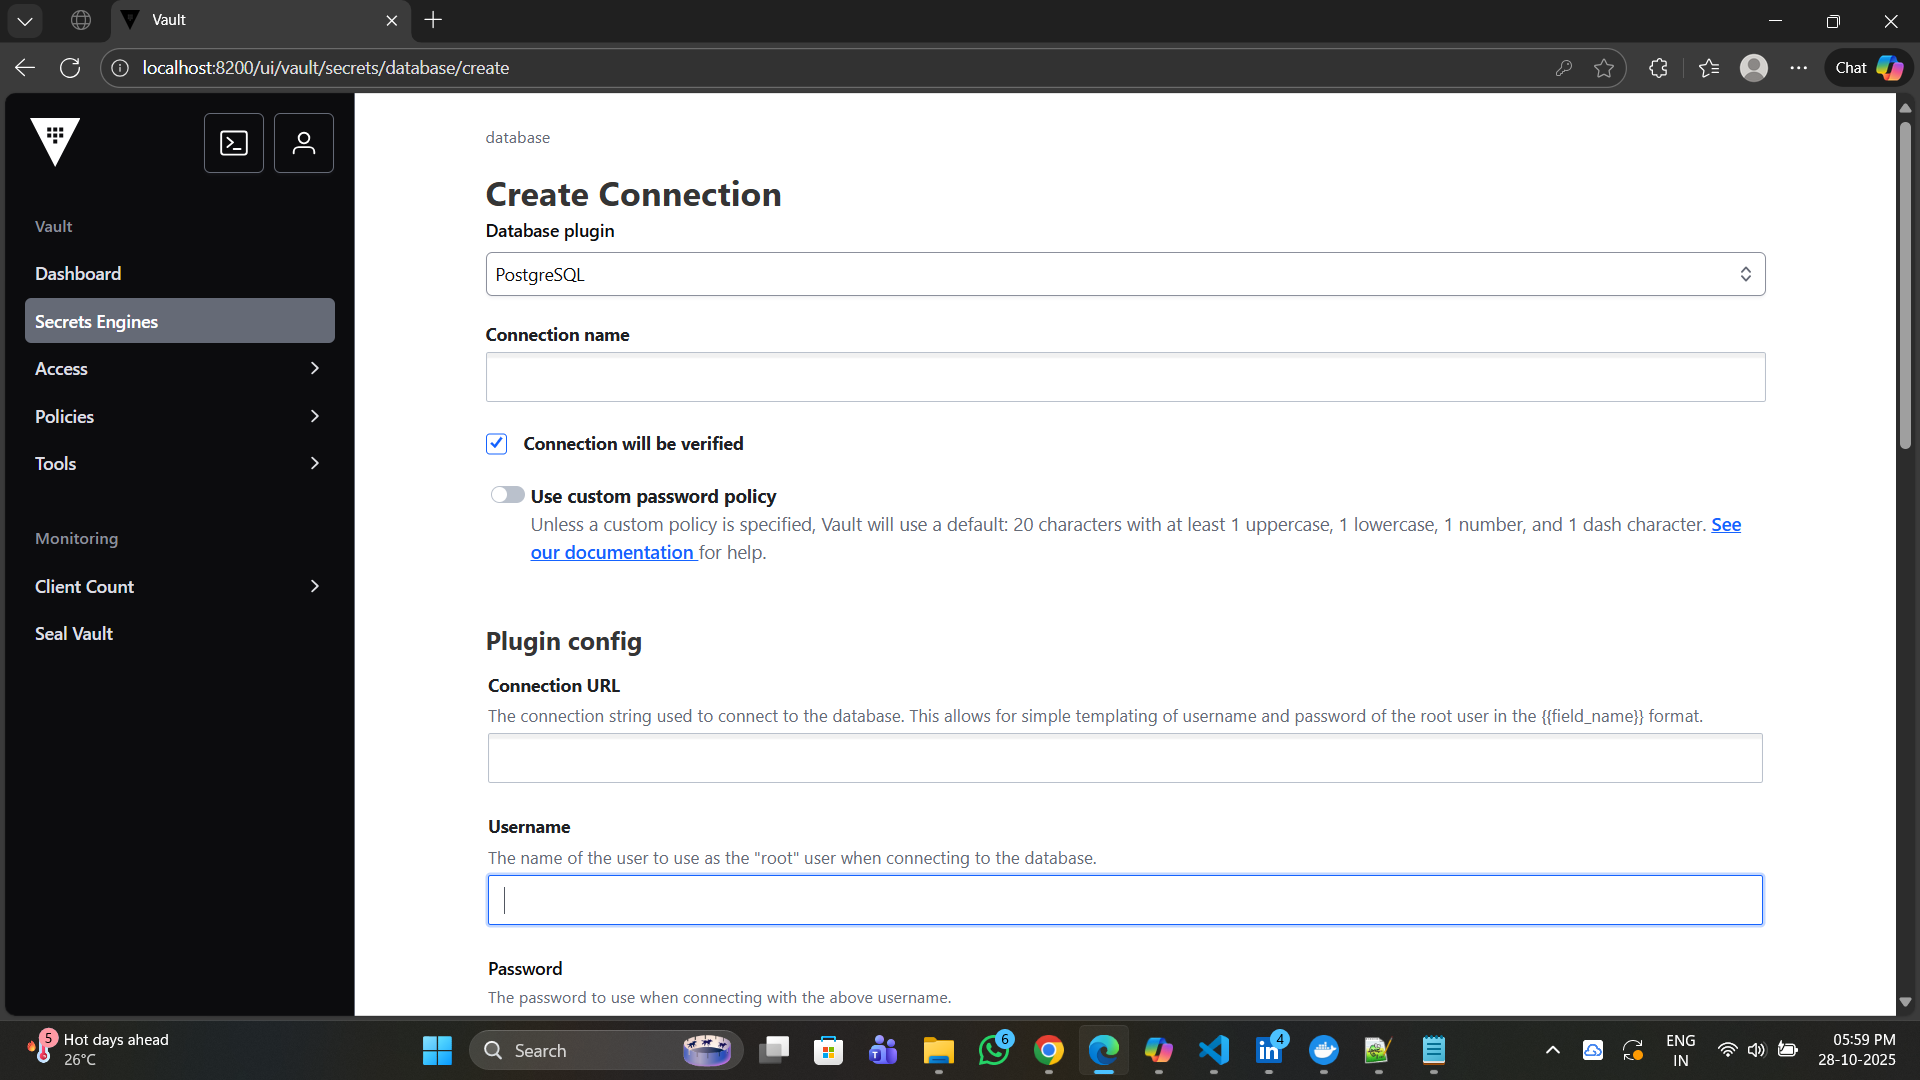 Vault
localhost:8200/ui/vault/secrets/database/create
Chat
Vault
Dashboard
Secrets Engines
Access
Policies
Tools
Monitoring
Client Count
Seal Vault
database
Create Connection
Database plugin
PostgreSQL
Connection name
Connection will be verified
Use custom password policy
Unless a custom policy is specified, Vault will use a default: 20 characters with at least 1 uppercase, 1 lowercase, 1 number, and 1 dash character. See
our documentation for help.
Plugin config
Connection URL
The connection string used to connect to the database. This allows for simple templating of username and password of the root user in the {{field_name}} format.
Username
The name of the user to use as the "root" user when connecting to the database.
Password
The password to use when connecting with the above username.
5
Hot days ahead
26°C
Search
6
4
ENG
IN
05:59 PM
28-10-2025